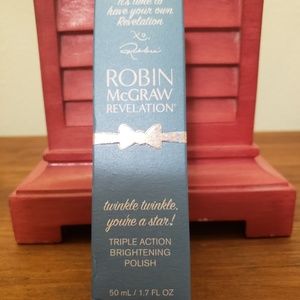 it's time to
have your own
Revelation
xo,
Robin
ROBIN
McGRAW
REVELATION®
twinkle twinkle,
you're a star!
TRIPLE ACTION
BRIGHTENING
POLISH
50 mL / 1.7 FL OZ